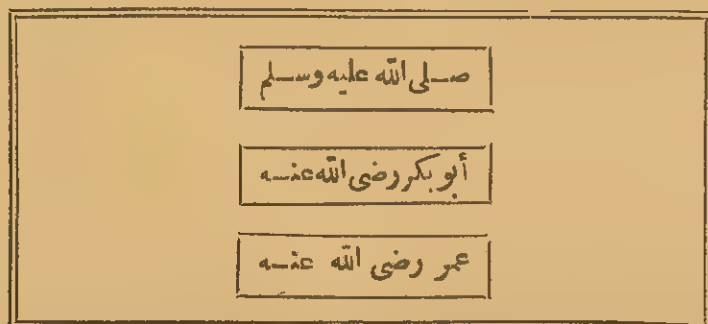 صلى الله عليه وسلم
أبو بكر رضى الله عنه
عمر رضى الله عنه